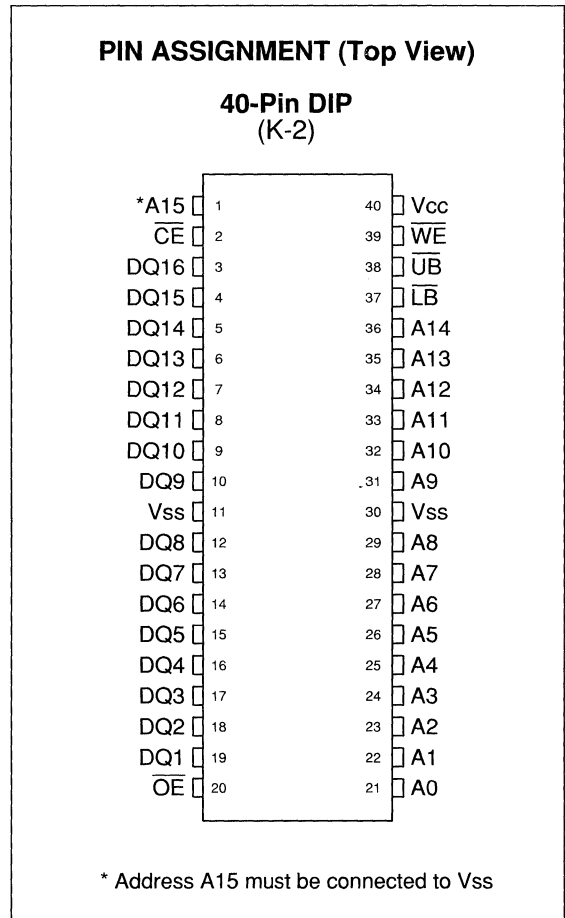 PIN ASSIGNMENT (Top View)
40-Pin DIP
(K-2)
*A15 1 40 Vcc
CE 2 39 WE
DQ16 3 38 UB
DQ15 4 37 LB
DQ14 5 36 A14
DQ13 6 35 A13
DQ12 7 34 A12
DQ11 8 33 A11
DQ10 9 32 A10
DQ9 10 31 A9
Vss 11 30 Vss
DQ8 12 29 A8
DQ7 13 28 A7
DQ6 14 27 A6
DQ5 15 26 A5
DQ4 16 25 A4
DQ3 17 24 A3
DQ2 18 23 A2
DQ1 19 22 A1
OE 20 21 A0
* Address A15 must be connected to Vss